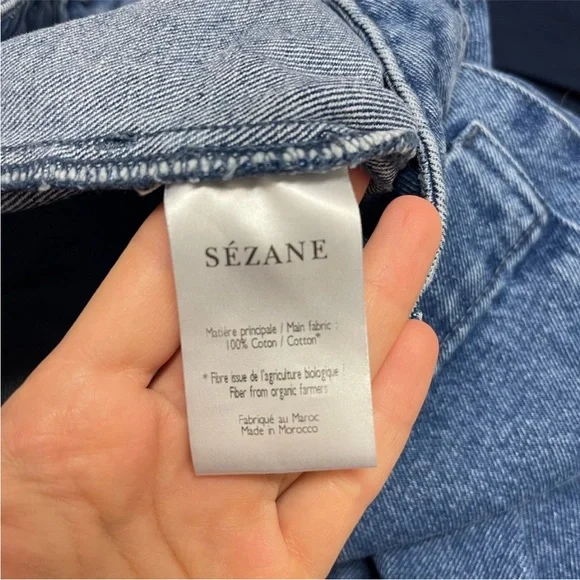 SÉZANE
Matière principale / Main fabric :
100% Coton / Cotton*
* Fibre issue de l'agriculture biologique
Fiber from organic farmers
Fabriqué au Maroc
Made in Morocco